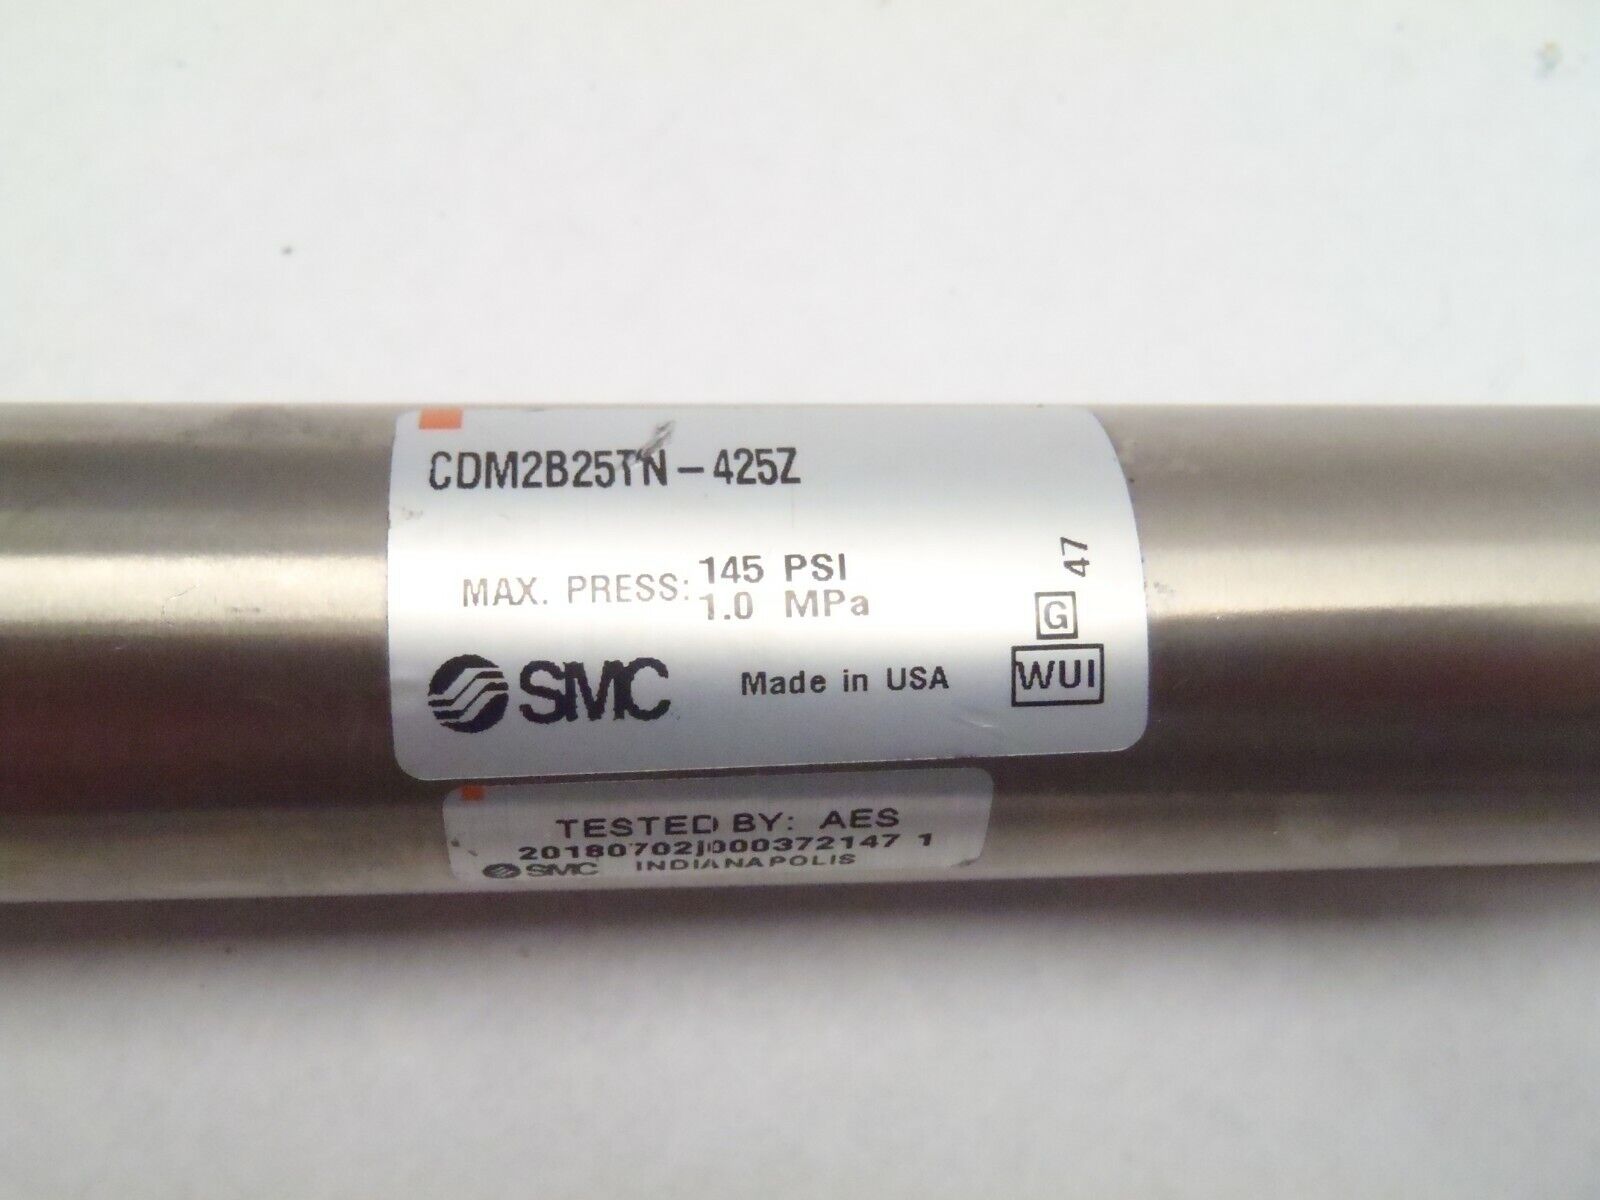 CDM2B25TN-425Z
MAX. PRESS: 145 PSI
1.0 MPa
SMC Made in USA
47
G
WUI
TESTED BY: AES
20180702J000372147 1
SMC INDIANAPOLIS